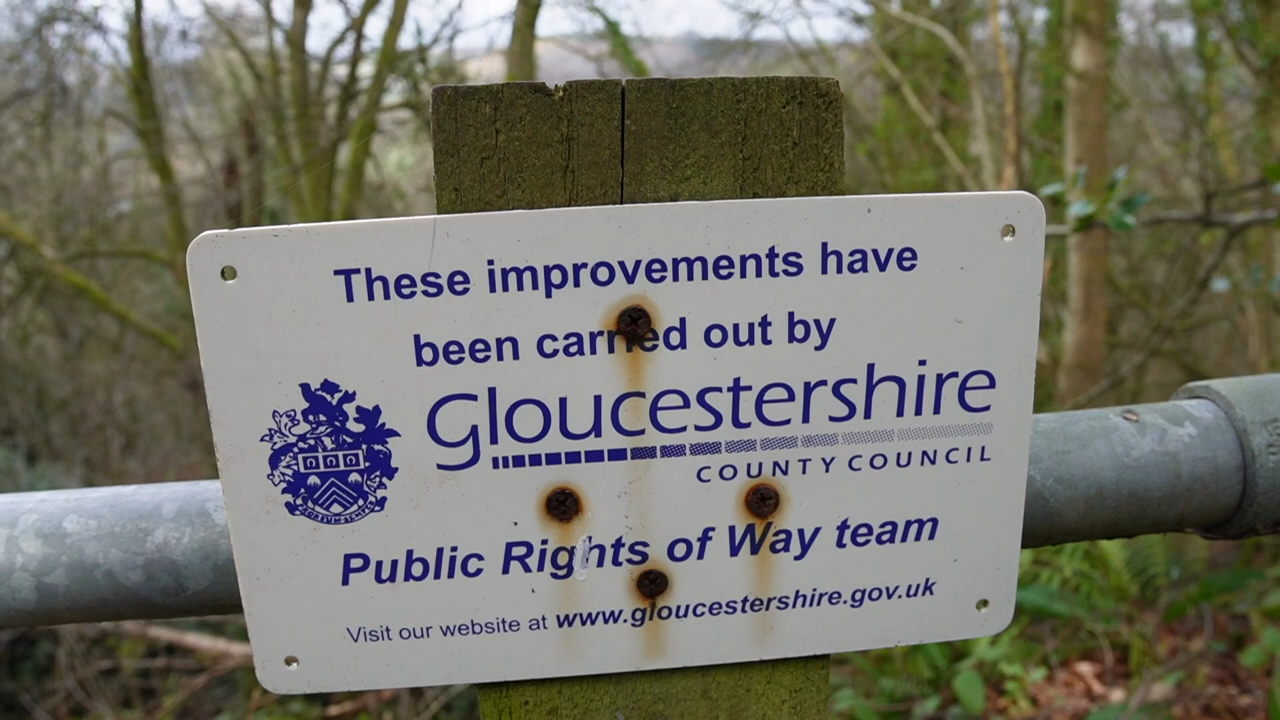 These improvements have
been carried out by
Gloucestershire
COUNTY COUNCIL
Public Rights of Way team
Visit our website at www.gloucestershire.gov.uk